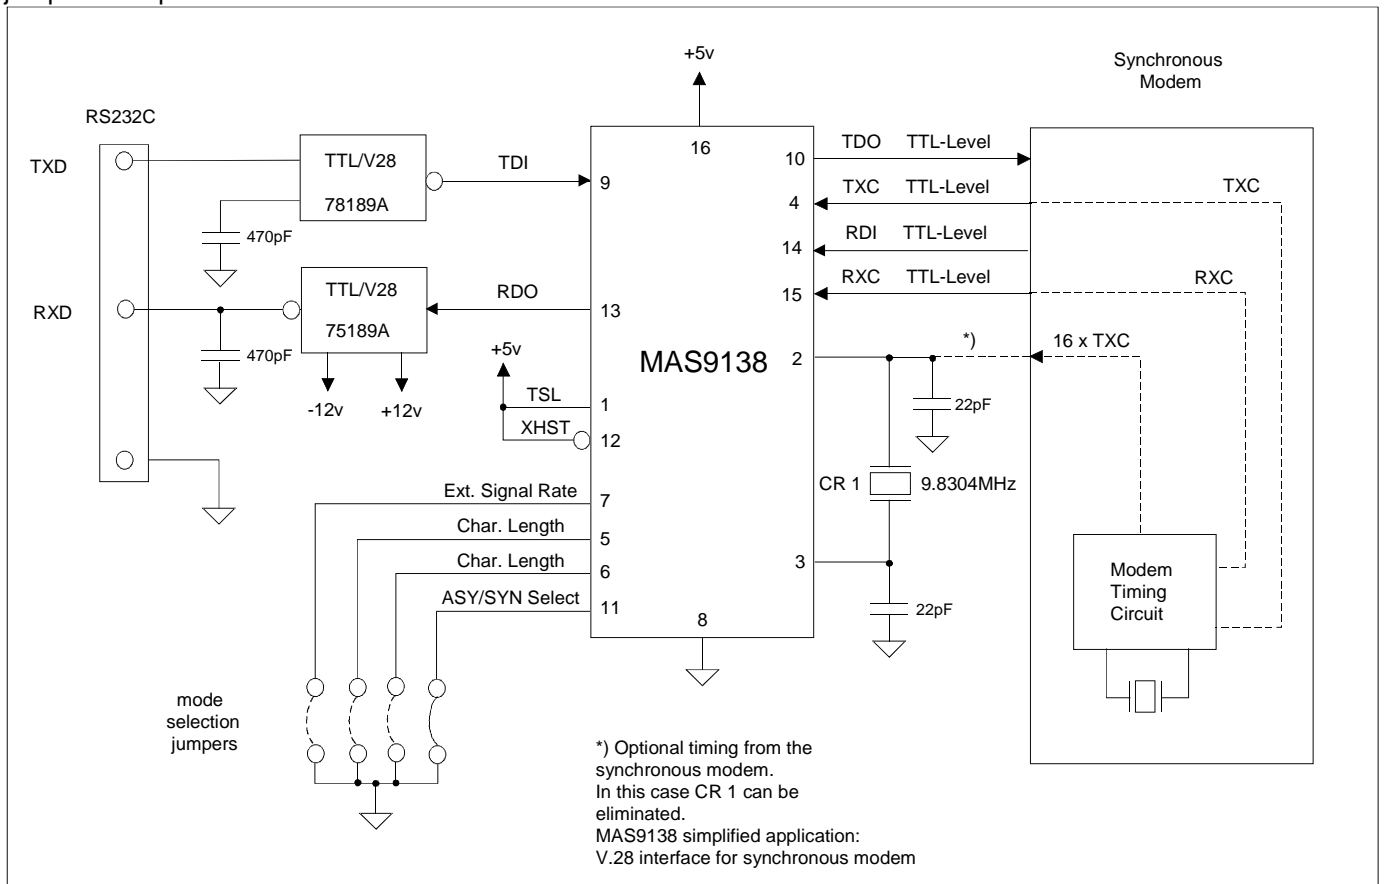 +5v
Synchronous
Modem
RS232C
TXD
TTL/V28
78189A
TDI
9
16
10
TDO TTL-Level
4
TXC TTL-Level
TXC
470pF
14
RDI TTL-Level
RXD
TTL/V28
75189A
RDO
13
15
RXC TTL-Level
RXC
470pF
-12v
+12v
+5v
MAS9138
2
*)
16 x TXC
TSL
1
XHST
12
22pF
CR 1
9.8304MHz
Ext. Signal Rate
7
Char. Length
5
Char. Length
6
ASY/SYN Select
11
8
3
22pF
Modem
Timing
Circuit
mode
selection
jumpers
*) Optional timing from the
synchronous modem.
In this case CR 1 can be
eliminated.
MAS9138 simplified application:
V.28 interface for synchronous modem